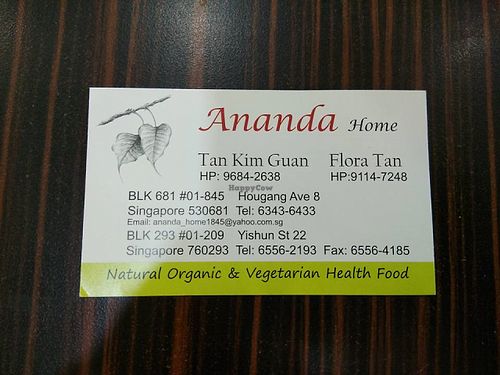 Ananda Home
Tan Kim Guan Flora Tan
HP: 9684-2638 HP:9114-7248
HappyCow
BLK 681 #01-845 Hougang Ave 8
Singapore 530681 Tel: 6343-6433
Email: ananda_home1845@yahoo.com.sg
BLK 293 #01-209 Yishun St 22
Singapore 760293 Tel: 6556-2193 Fax: 6556-4185
Natural Organic & Vegetarian Health Food